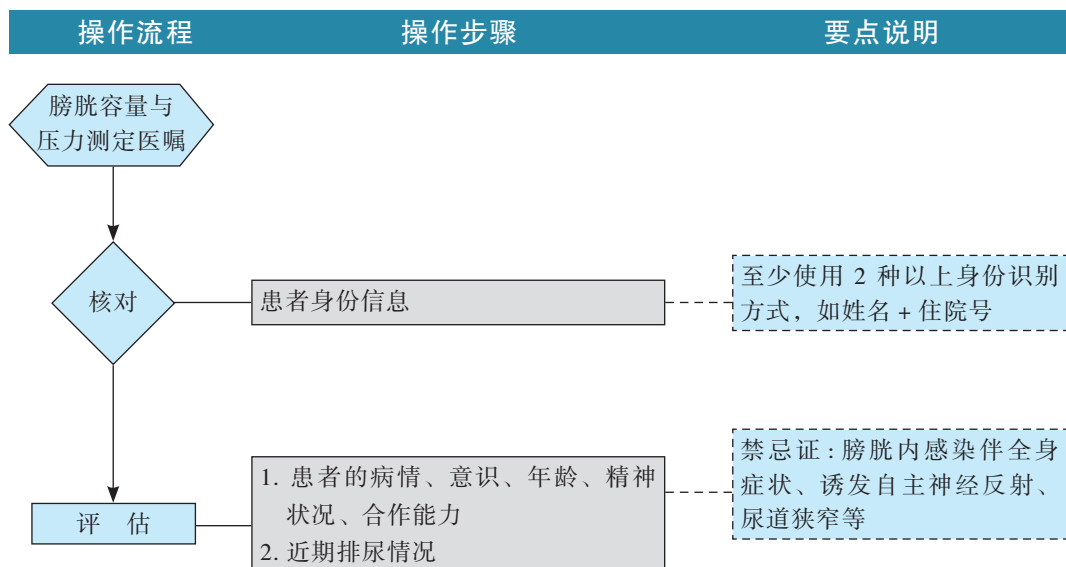 操作流程 操作步骤 要点说明
膀胱容量与
压力测定医嘱
核对
患者身份信息
至少使用 2 种以上身份识别
方式，如姓名 + 住院号
评 估
1. 患者的病情、意识、年龄、精神
状况、合作能力
2. 近期排尿情况
禁忌证：膀胱内感染伴全身
症状、诱发自主神经反射、
尿道狭窄等